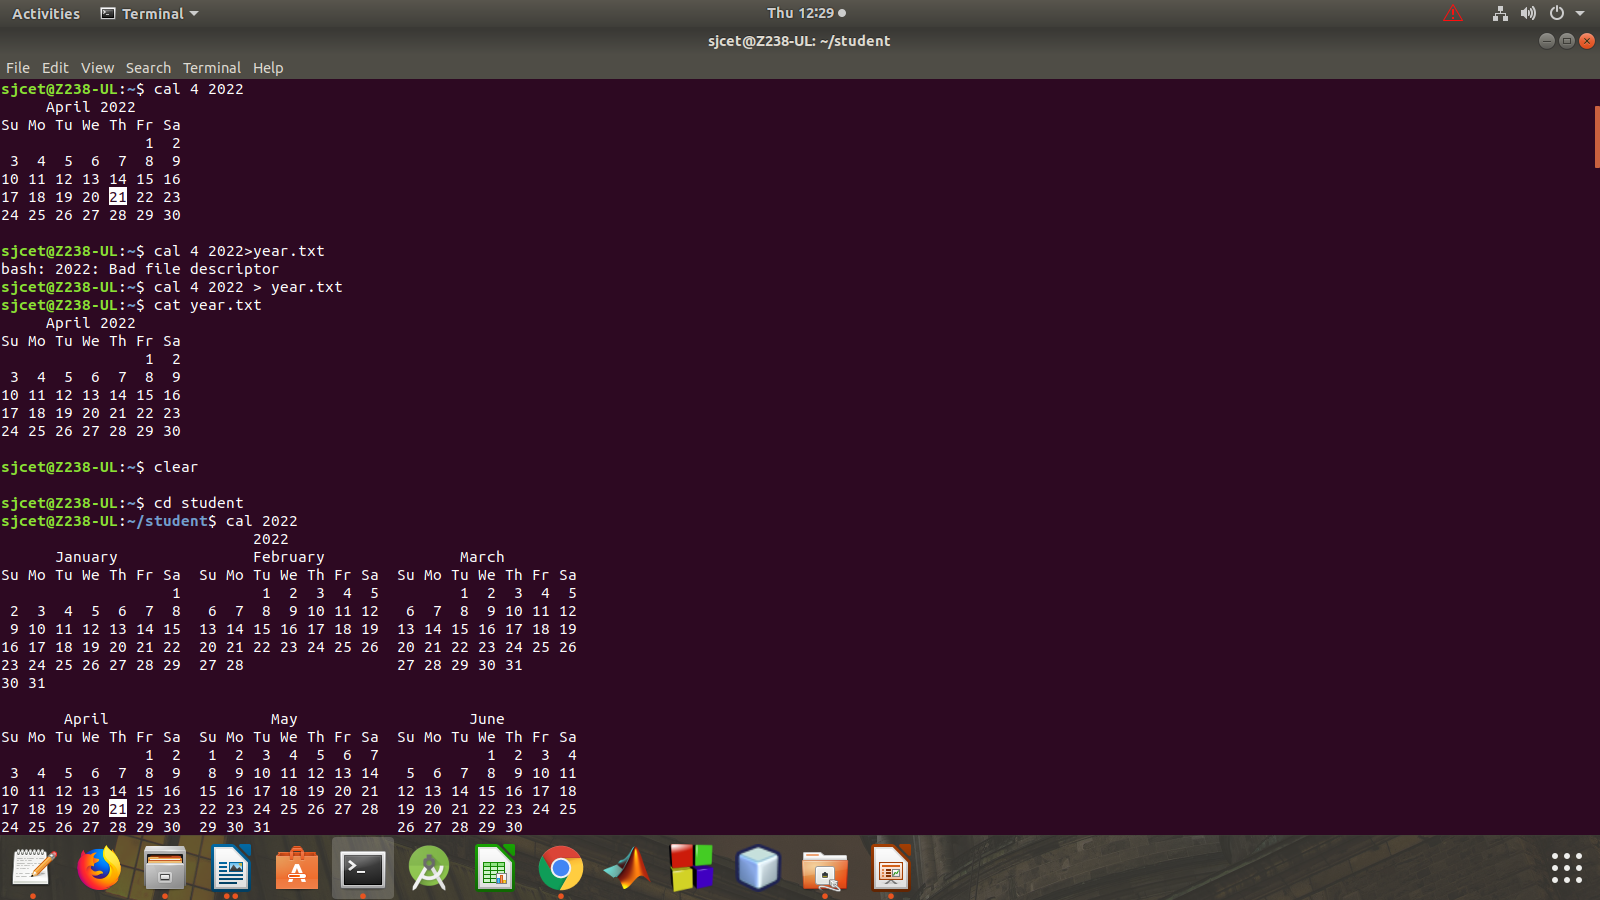 Activities Terminal Thu 12:29
sjcet@Z238-UL: ~/student
File Edit View Search Terminal Help
sjcet@Z238-UL:~$ cal 4 2022
     April 2022
Su Mo Tu We Th Fr Sa
                1  2
 3  4  5  6  7  8  9
10 11 12 13 14 15 16
17 18 19 20 21 22 23
24 25 26 27 28 29 30
sjcet@Z238-UL:~$ cal 4 2022>year.txt
bash: 2022: Bad file descriptor
sjcet@Z238-UL:~$ cal 4 2022 > year.txt
sjcet@Z238-UL:~$ cat year.txt
     April 2022
Su Mo Tu We Th Fr Sa
                1  2
 3  4  5  6  7  8  9
10 11 12 13 14 15 16
17 18 19 20 21 22 23
24 25 26 27 28 29 30
sjcet@Z238-UL:~$ clear
sjcet@Z238-UL:~$ cd student
sjcet@Z238-UL:~/student$ cal 2022
                            2022
      January               February               March
Su Mo Tu We Th Fr Sa  Su Mo Tu We Th Fr Sa  Su Mo Tu We Th Fr Sa
                   1         1  2  3  4  5         1  2  3  4  5
 2  3  4  5  6  7  8   6  7  8  9 10 11 12   6  7  8  9 10 11 12
 9 10 11 12 13 14 15  13 14 15 16 17 18 19  13 14 15 16 17 18 19
16 17 18 19 20 21 22  20 21 22 23 24 25 26  20 21 22 23 24 25 26
23 24 25 26 27 28 29  27 28                 27 28 29 30 31
30 31
       April                  May                   June
Su Mo Tu We Th Fr Sa  Su Mo Tu We Th Fr Sa  Su Mo Tu We Th Fr Sa
                1  2   1  2  3  4  5  6  7            1  2  3  4
 3  4  5  6  7  8  9   8  9 10 11 12 13 14   5  6  7  8  9 10 11
10 11 12 13 14 15 16  15 16 17 18 19 20 21  12 13 14 15 16 17 18
17 18 19 20 21 22 23  22 23 24 25 26 27 28  19 20 21 22 23 24 25
24 25 26 27 28 29 30  29 30 31              26 27 28 29 30